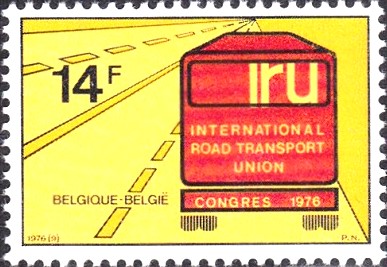 14F
iru
INTERNATIONAL
ROAD TRANSPORT
UNION
BELGIQUE-BELGIË
CONGRES 1976
1976 (9)
P.N.